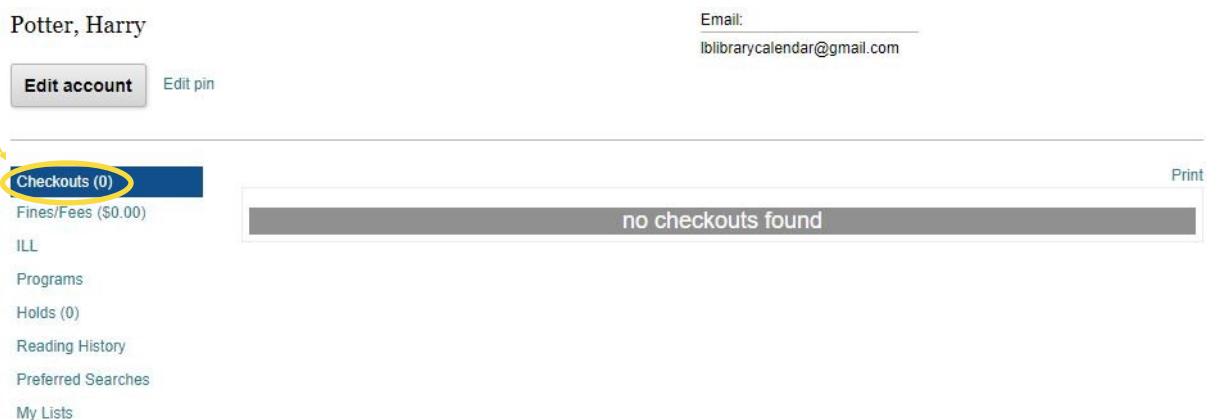 Potter, Harry
Email:
lblibrarycalendar@gmail.com
Edit account Edit pin
Print
Checkouts (0)
no checkouts found
Fines/Fees ($0.00)
ILL
Programs
Holds (0)
Reading History
Preferred Searches
My Lists